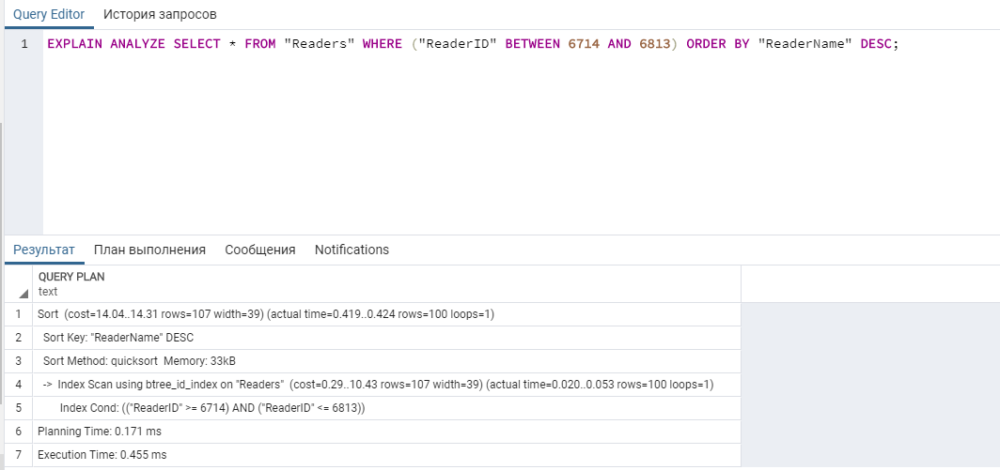 Query Editor История запросов
1 EXPLAIN ANALYZE SELECT * FROM "Readers" WHERE ("ReaderID" BETWEEN 6714 AND 6813) ORDER BY "ReaderName" DESC;
Результат План выполнения Сообщения Notifications
QUERY PLAN
text
1 Sort (cost=14.04..14.31 rows=107 width=39) (actual time=0.419..0.424 rows=100 loops=1)
2 Sort Key: "ReaderName" DESC
3 Sort Method: quicksort Memory: 33kB
4 -> Index Scan using btree_id_index on "Readers" (cost=0.29..10.43 rows=107 width=39) (actual time=0.020..0.053 rows=100 loops=1)
5 Index Cond: (("ReaderID" >= 6714) AND ("ReaderID" <= 6813))
6 Planning Time: 0.171 ms
7 Execution Time: 0.455 ms